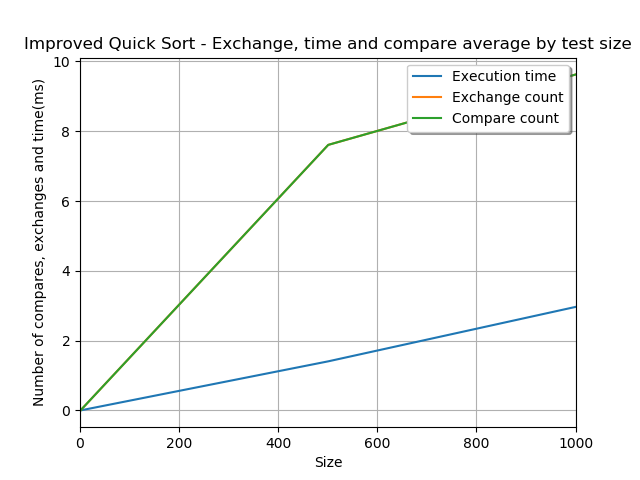 Improved Quick Sort - Exchange, time and compare average by test size
Number of compares, exchanges and time(ms)
10
8
6
4
2
0
Execution time
Exchange count
Compare count
0 200 400 600 800 1000
Size